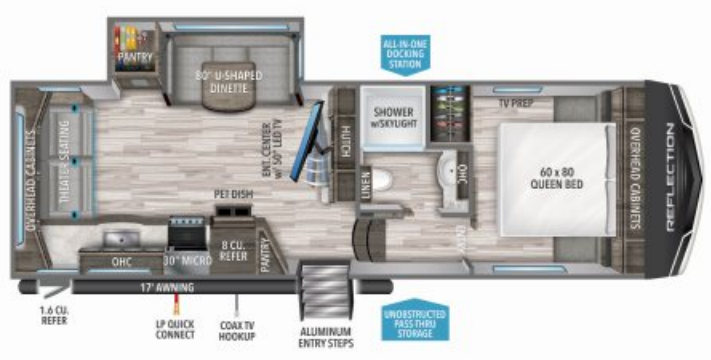 ALL-IN-ONE
DOCKING
STATION
PANTRY
80" U-SHAPED
DINETTE
OVERHEAD CABINETS
THEATER SEATING
ENT. CENTER
w/ 50" LED TV
HUTCH
SHOWER
w/SKYLIGHT
TV PREP
LINEN
OHC
60 x 80
QUEEN BED
OVERHEAD CABINETS
REFLECTION
PET DISH
8 CU.
REFER
PANTRY
OHC
30" MICRO
17' AWNING
1.6 CU.
REFER
LP QUICK
CONNECT
COAX TV
HOOKUP
ALUMINUM
ENTRY STEPS
UNOBSTRUCTED
PASS THRU
STORAGE